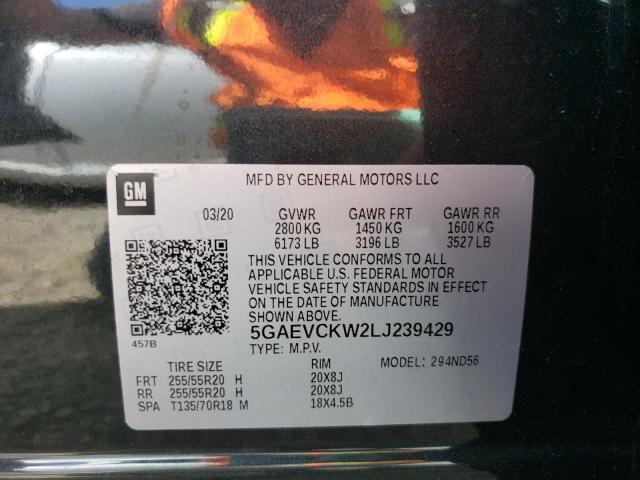 GM
MFD BY GENERAL MOTORS LLC
03/20 GVWR GAWR FRT GAWR RR
2800 KG 1450 KG 1600 KG
6173 LB 3196 LB 3527 LB
THIS VEHICLE CONFORMS TO ALL
APPLICABLE U.S. FEDERAL MOTOR
VEHICLE SAFETY STANDARDS IN EFFECT
ON THE DATE OF MANUFACTURE
SHOWN ABOVE.
457B
5GAEVCKW2LJ239429
TYPE: M.P.V. MODEL: 294ND56
TIRE SIZE RIM
FRT 255/55R20 H 20X8J
RR 255/55R20 H 20X8J
SPA T135/70R18 M 18X4.5B